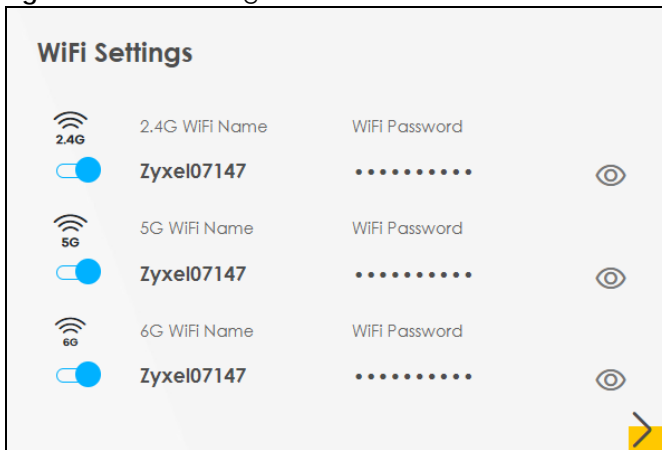 WiFi Settings
2.4G
2.4G WiFi Name WiFi Password
Zyxel07147 ••••••••••
5G
5G WiFi Name WiFi Password
Zyxel07147 ••••••••••
6G
6G WiFi Name WiFi Password
Zyxel07147 ••••••••••